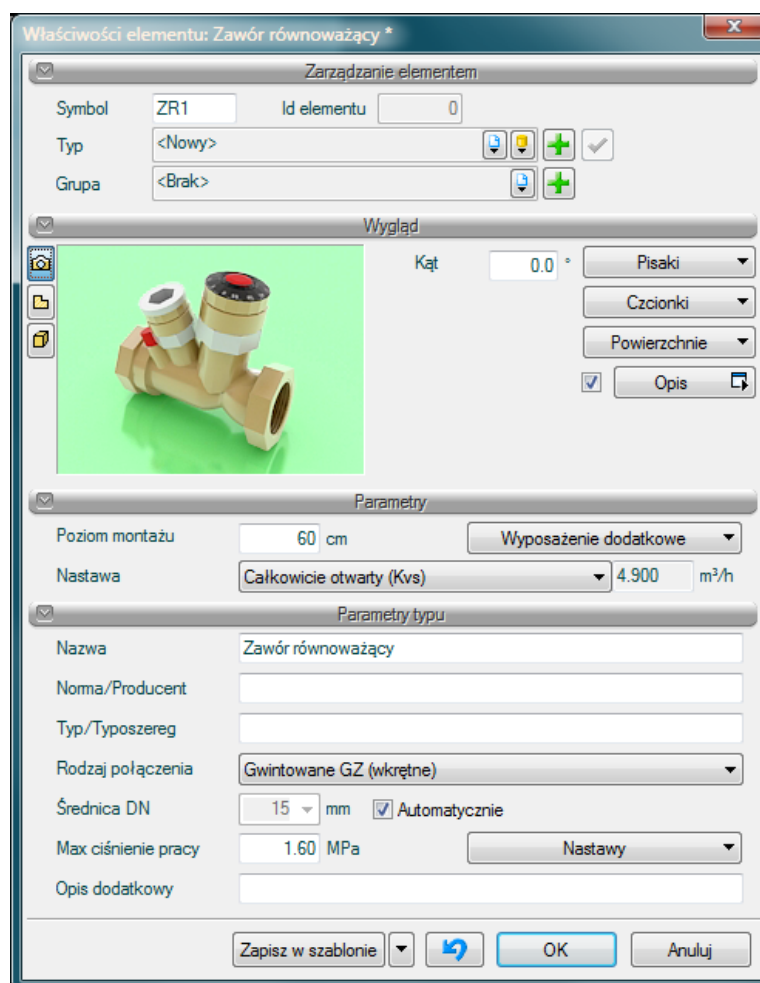 Właściwości elementu: Zawór równoważący *
Zarządzanie elementem
Symbol ZR1 Id elementu 0
Typ <Nowy>
Grupa <Brak>
Wygląd
Kąt 0.0 ° Pisaki
Czcionki
Powierzchnie
Opis
Parametry
Poziom montażu 60 cm Wyposażenie dodatkowe
Nastawa Całkowicie otwarty (Kvs) 4.900 m³/h
Parametry typu
Nazwa Zawór równoważący
Norma/Producent
Typ/Typoszereg
Rodzaj połączenia Gwintowane GZ (wkrętne)
Średnica DN 15 mm Automatycznie
Max ciśnienie pracy 1.60 MPa Nastawy
Opis dodatkowy
Zapisz w szablonie OK Anuluj